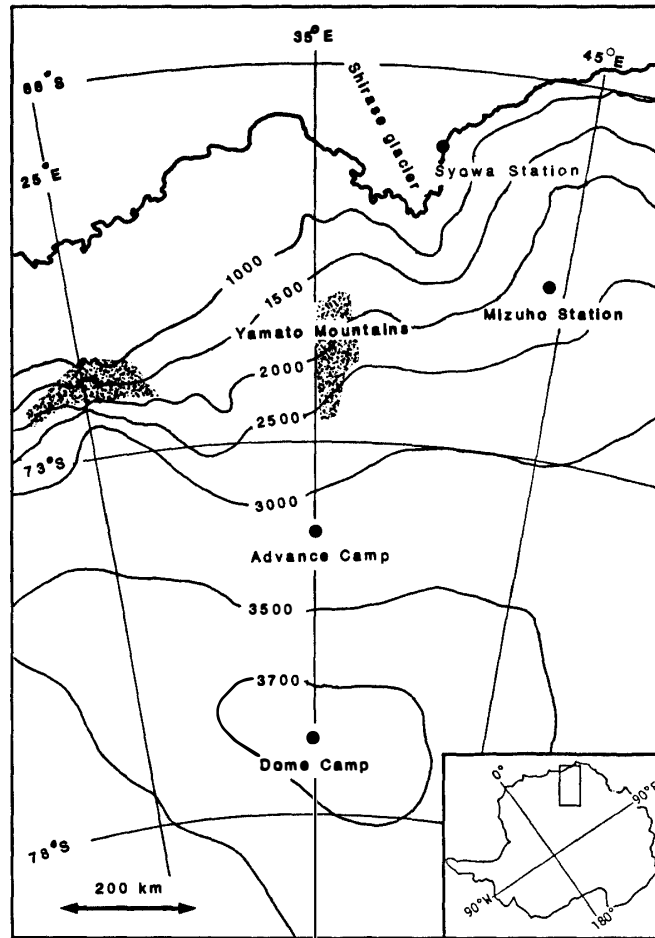 35°E
45°E
68°S
Shirase glacier
25°E
Syowa Station
1000
1500
Mizuho Station
Yamato Mountains
2000
2500
73°S
3000
Advance Camp
3500
3700
Dome Camp
0°
90°E
78°S
200 km
90°W
180°